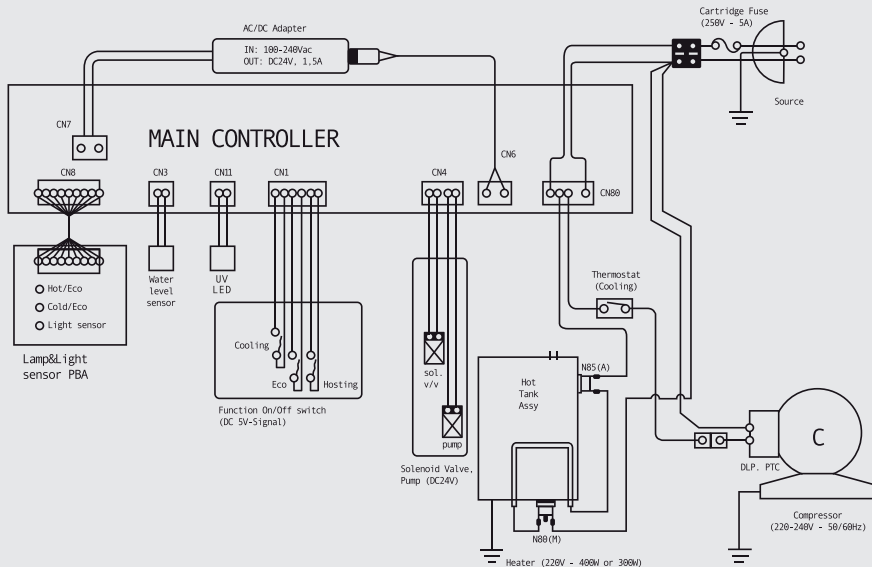 AC/DC Adapter
IN: 100-240Vac
OUT: DC24V, 1,5A
Cartridge Fuse
(250V - 5A)
Source
CN7
MAIN CONTROLLER
CN6
CN8
CN3
CN11
CN1
CN4
CN80
Hot/Eco
Cold/Eco
Light sensor
Lamp&Light
sensor PBA
Water
level
sensor
UV
LED
Cooling
Eco
Hosting
Function On/Off switch
(DC 5V-Signal)
sol.
v/v
pump
Solenoid Valve,
Pump (DC24V)
Thermostat
(Cooling)
N85(A)
Hot
Tank
Assy
N80(M)
Heater (220V - 400W or 300W)
C
DLP. PTC
Compressor
(220-240V - 50/60Hz)